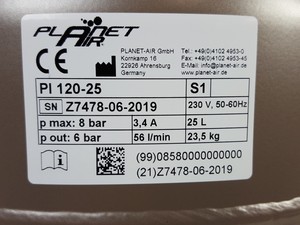 PLANET AIR
PLANET-AIR GmbH
Kornkamp 16
22926 Ahrensburg
Germany
Tel.: +49(0)4102 4953-0
Fax: +49(0)4102 4953-45
info@planet-air.de
www.planet-air.de
PI 120-25 S1
SN Z7478-06-2019 230 V, 50-60Hz
p max: 8 bar 3,4 A 25 L
p out: 6 bar 56 l/min 23,5 kg
(99)08580000000000
(21)Z7478-06-2019